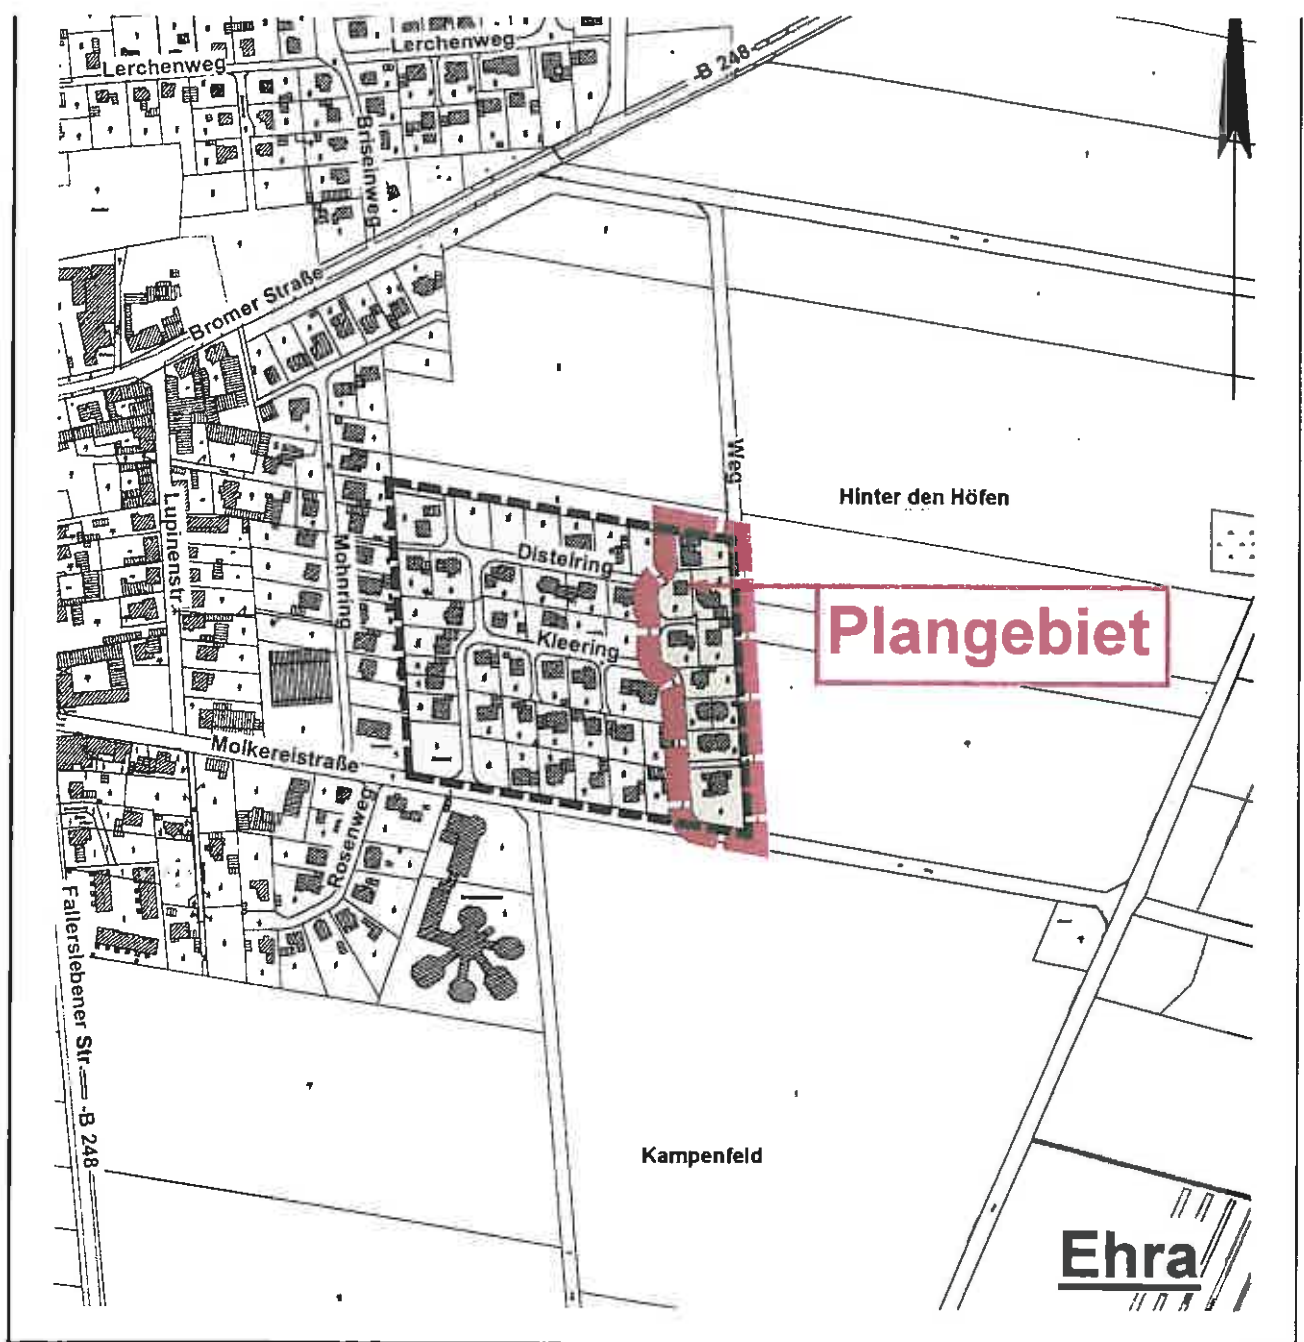 Lerchenweg
Lerchenweg
-B 248-
Briseinweg
Bromer Straße
Weg
Hinter den Höfen
Lupinenstr.
Mohnring
Distelring
Kleering
Plangebiet
Molkereistraße
Rosenweg
Fallerslebener Str.
-B 248-
Kampenfeld
Ehra